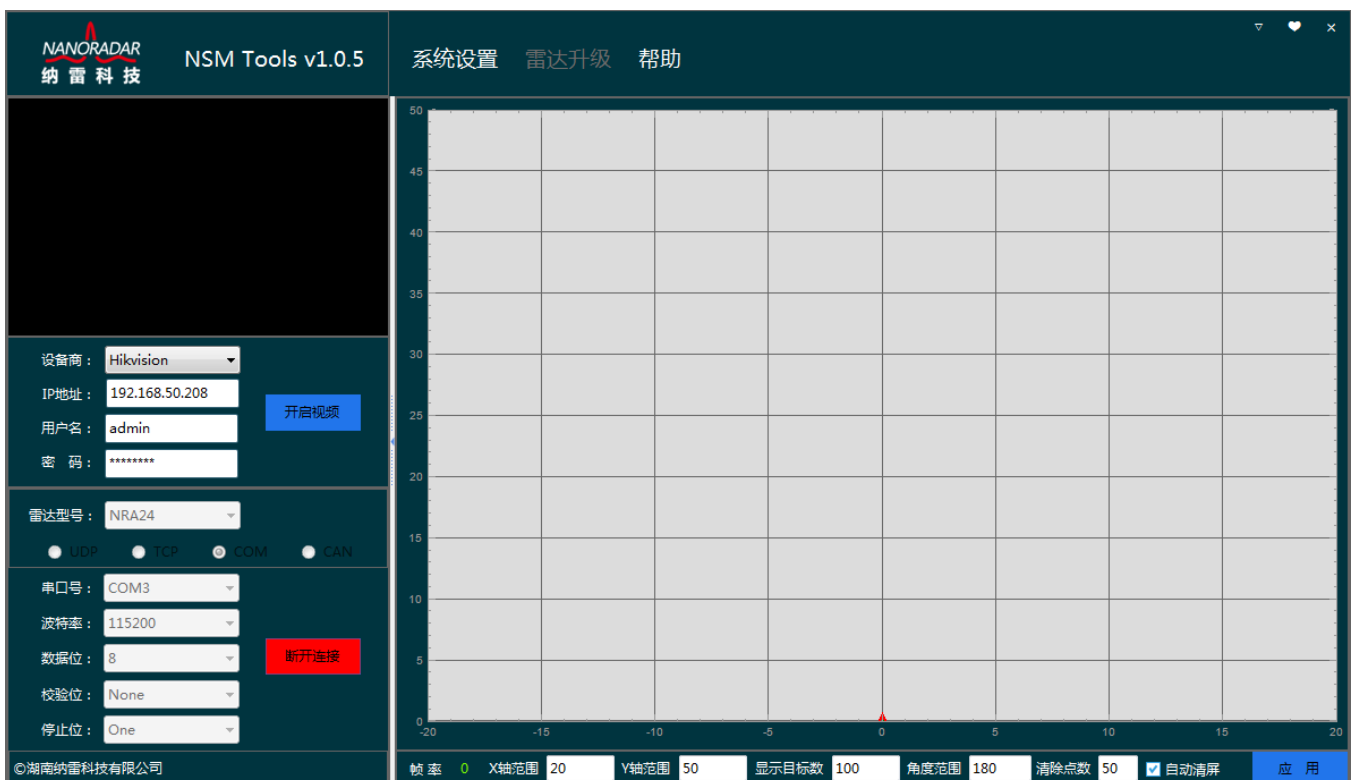 NANORADAR
纳雷科技
NSM Tools v1.0.5
系统设置 雷达升级 帮助
设备商： Hikvision
IP地址： 192.168.50.208
开启视频
用户名： admin
密 码： ********
雷达型号： NRA24
UDP TCP COM CAN
串口号： COM3
波特率： 115200
数据位： 8
断开连接
校验位： None
停止位： One
©湖南纳雷科技有限公司
50
45
40
35
30
25
20
15
10
5
0
-20 -15 -10 -5 0 5 10 15 20
帧率 0 X轴范围 20 Y轴范围 50 显示目标数 100 角度范围 180 清除点数 50 自动清屏 应 用